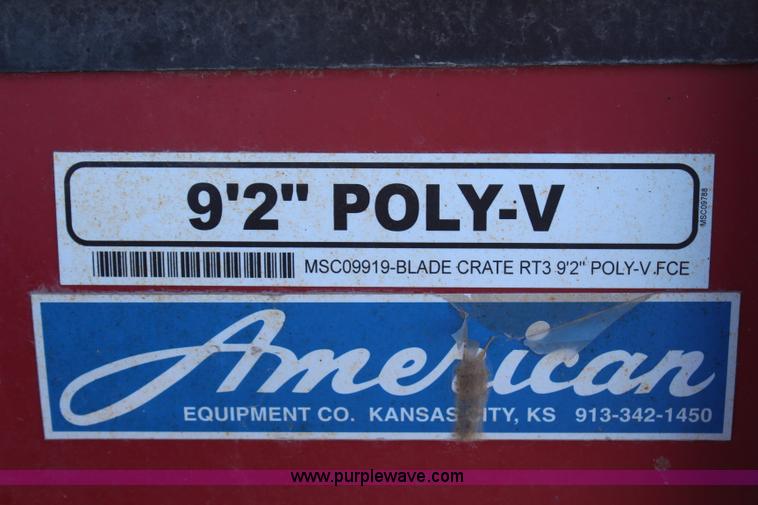 9'2" POLY-V
MSC09788
MSC09919-BLADE CRATE RT3 9'2" POLY-V FCE
American
EQUIPMENT CO. KANSAS CITY, KS 913-342-1450
www.purplewave.com